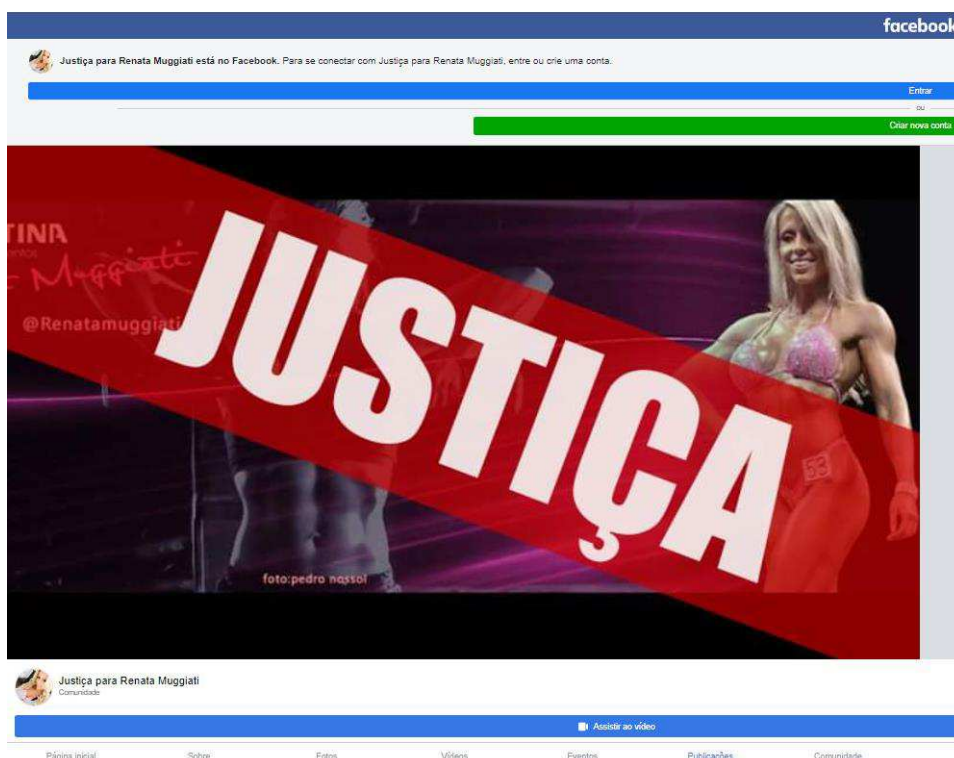 facebook
Justiça para Renata Muggiati está no Facebook. Para se conectar com Justiça para Renata Muggiati, entre ou crie uma conta.
Entrar
ou
Criar nova conta
TINA
Muggiati
@Renatamuggiati
JUSTIÇA
53
foto:pedro nossol
Justiça para Renata Muggiati
Comunidade
Assistir ao vídeo
Página inicial Sobre Fotos Vídeos Eventos Publicações Comunidade